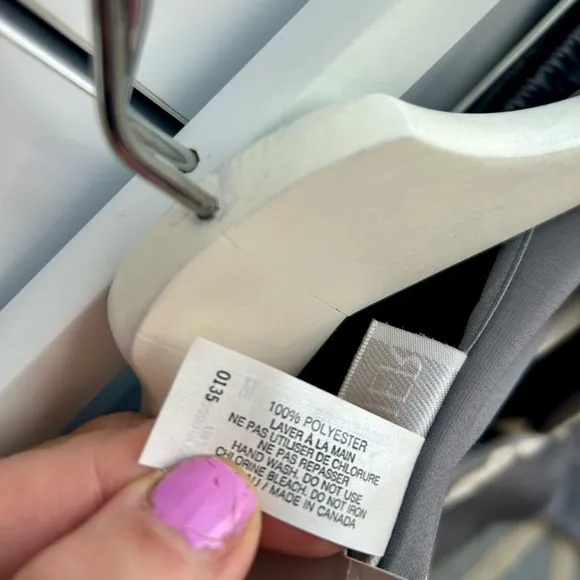 0135
100% POLYESTER
LAVER À LA MAIN
NE PAS UTILISER DE CHLORURE
NE PAS REPASSER
HAND WASH. DO NOT USE
CHLORINE BLEACH. DO NOT IRON
/ MADE IN CANADA